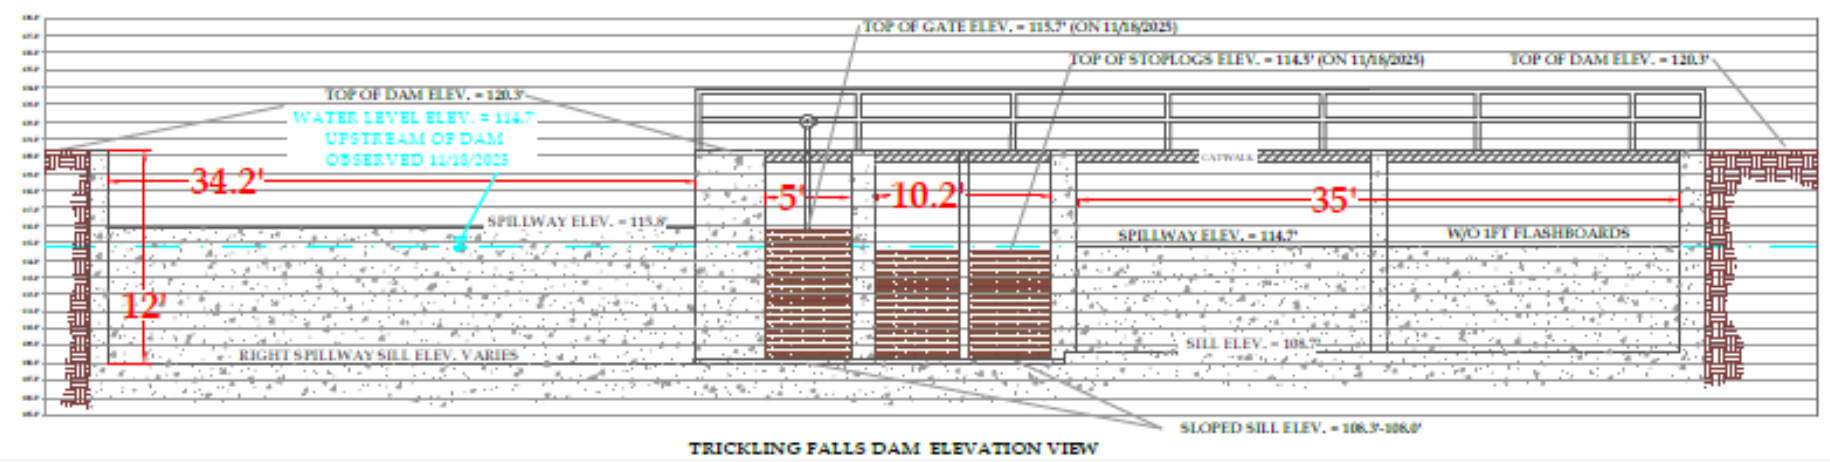 TOP OF GATE ELEV. = 115.7' (ON 11/18/2025)
TOP OF STOPLOGS ELEV. = 114.5' (ON 11/18/2025)
TOP OF DAM ELEV. = 120.3'
TOP OF DAM ELEV. = 120.3'
WATER LEVEL ELEV. = 114.7'
UPSTREAM OF DAM
OBSERVED 11/18/2025
CATWALK
34.2'
5'
10.2'
35'
SPILLWAY ELEV. = 115.8'
SPILLWAY ELEV. = 114.7'
W/O 1FT FLASHBOARDS
12'
SILL ELEV. = 108.7'
RIGHT SPILLWAY SILL ELEV. VARIES
SLOPED SILL ELEV. = 108.3'-108.0'
TRICKLING FALLS DAM ELEVATION VIEW